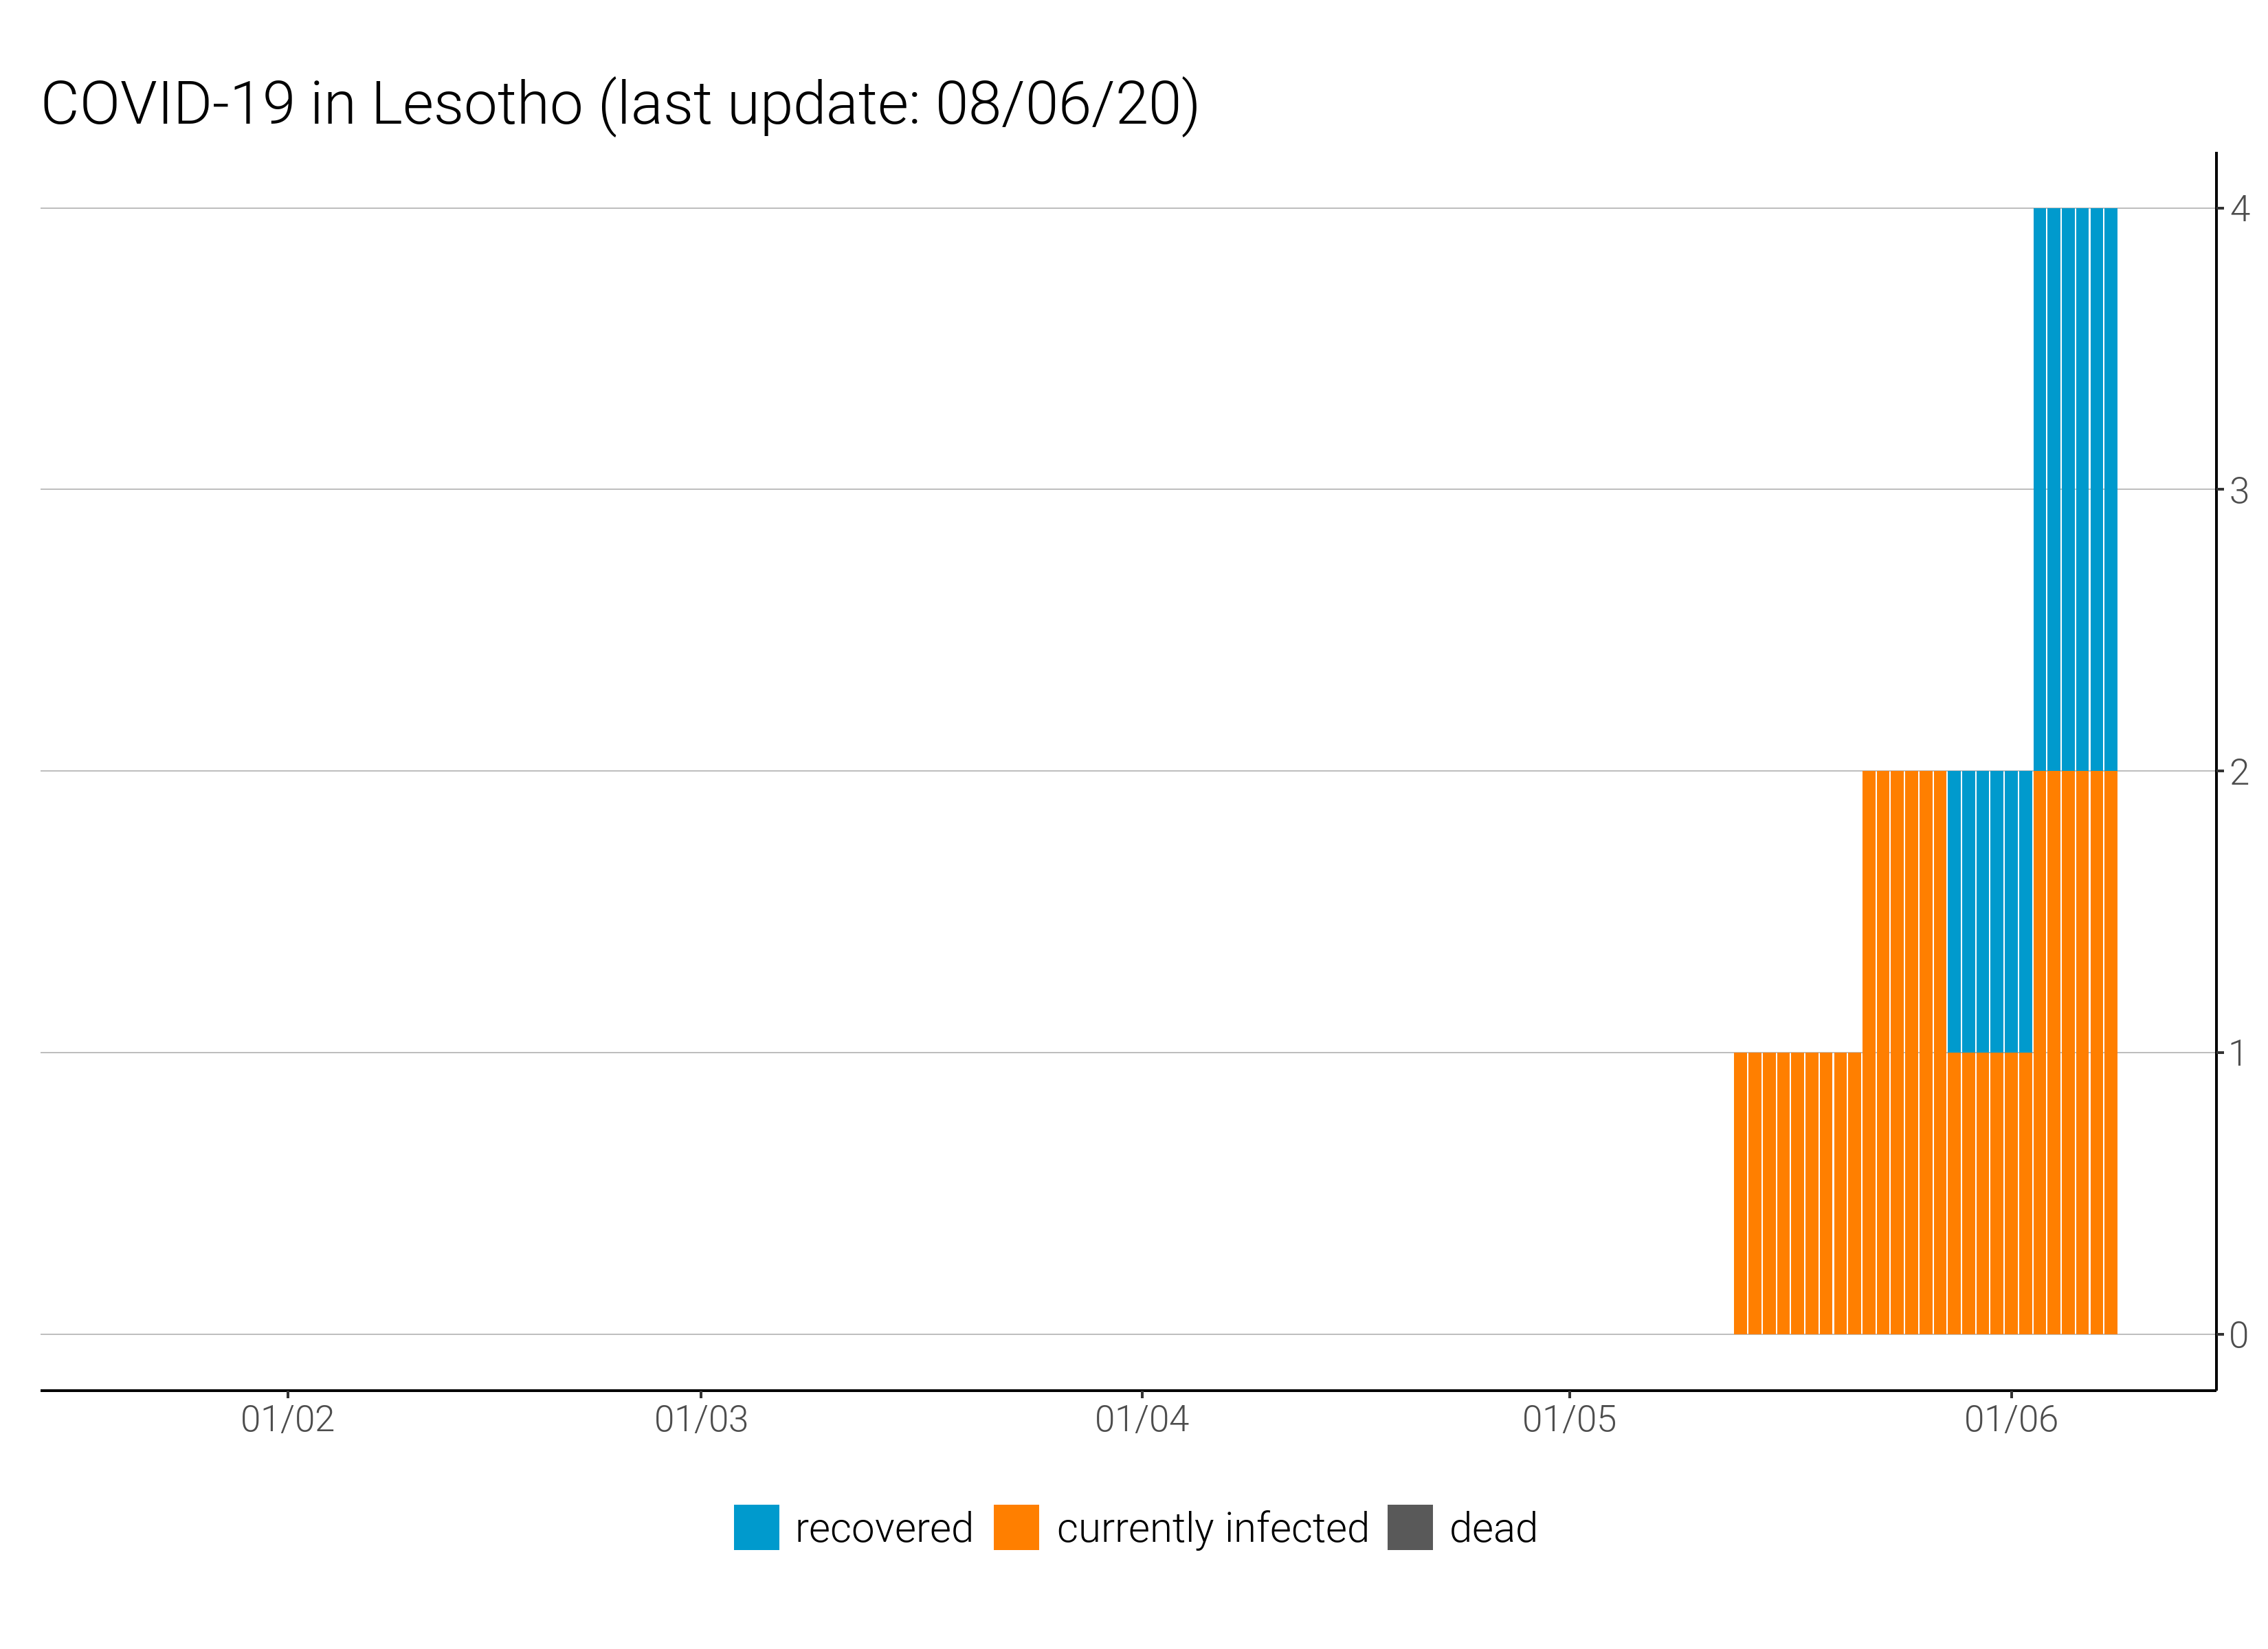 COVID-19 in Lesotho (last update: 08/06/20)
4
3
2
1
0
01/02 01/03 01/04 01/05 01/06
recovered currently infected dead